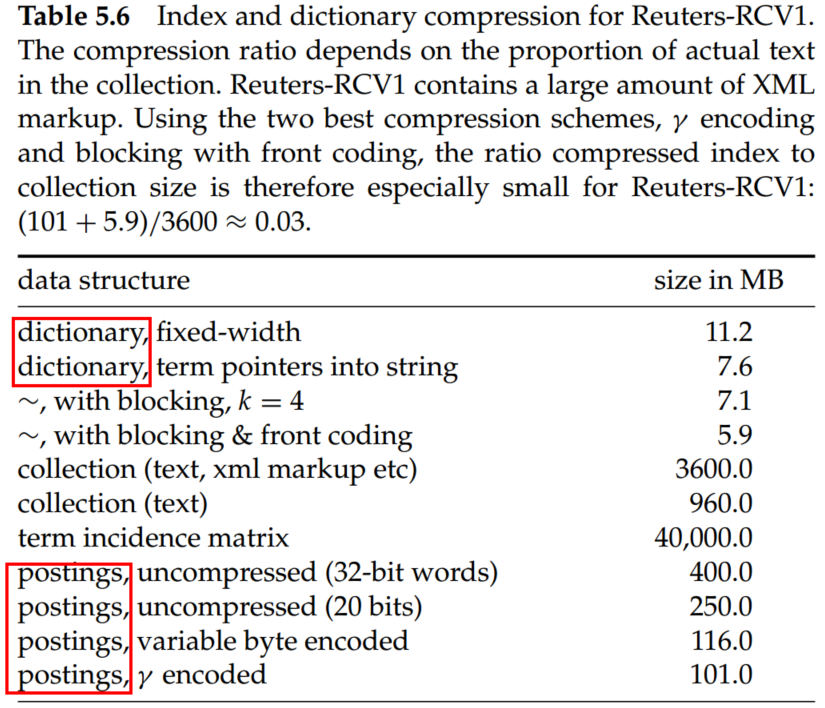 Table 5.6 Index and dictionary compression for Reuters-RCV1.
The compression ratio depends on the proportion of actual text
in the collection. Reuters-RCV1 contains a large amount of XML
markup. Using the two best compression schemes, γ encoding
and blocking with front coding, the ratio compressed index to
collection size is therefore especially small for Reuters-RCV1:
(101 + 5.9)/3600 ≈ 0.03.
data structure size in MB
dictionary, fixed-width 11.2
dictionary, term pointers into string 7.6
∼, with blocking, k = 4 7.1
∼, with blocking & front coding 5.9
collection (text, xml markup etc) 3600.0
collection (text) 960.0
term incidence matrix 40,000.0
postings, uncompressed (32-bit words) 400.0
postings, uncompressed (20 bits) 250.0
postings, variable byte encoded 116.0
postings, γ encoded 101.0